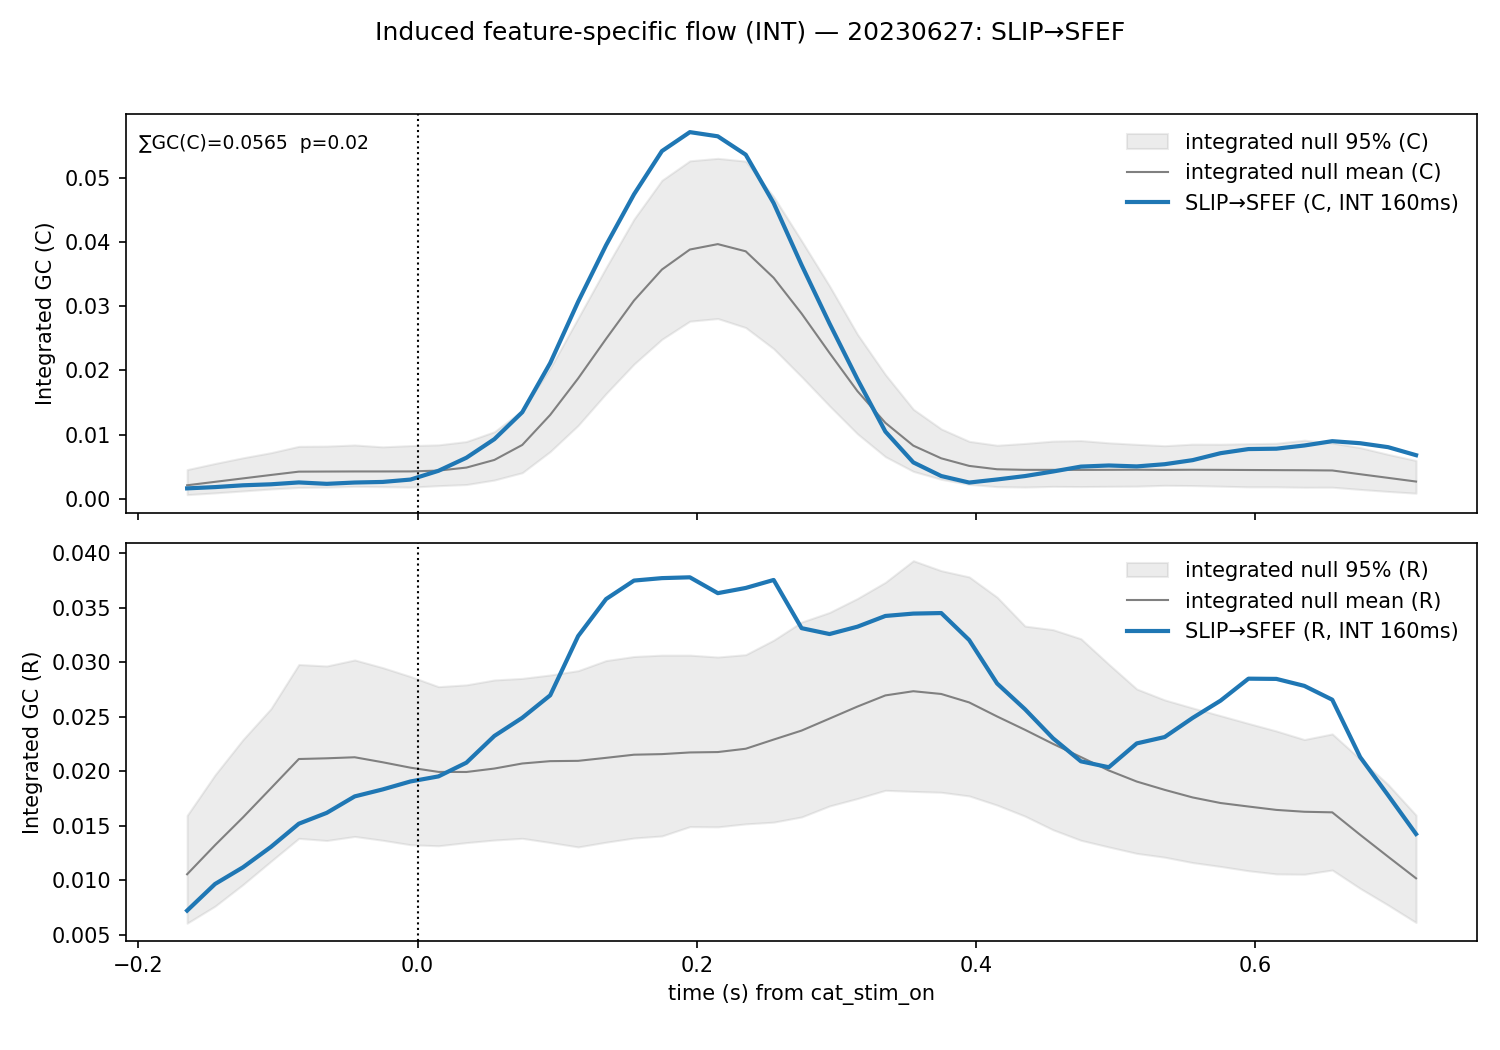 Induced feature-specific flow (INT) — 20230627: SLIP→SFEF
∑GC(C)=0.0565  p=0.02
integrated null 95% (C)
integrated null mean (C)
SLIP→SFEF (C, INT 160ms)
Integrated GC (C)
0.05
0.04
0.03
0.02
0.01
0.00
integrated null 95% (R)
integrated null mean (R)
SLIP→SFEF (R, INT 160ms)
Integrated GC (R)
0.040
0.035
0.030
0.025
0.020
0.015
0.010
0.005
−0.2
0.0
0.2
0.4
0.6
time (s) from cat_stim_on